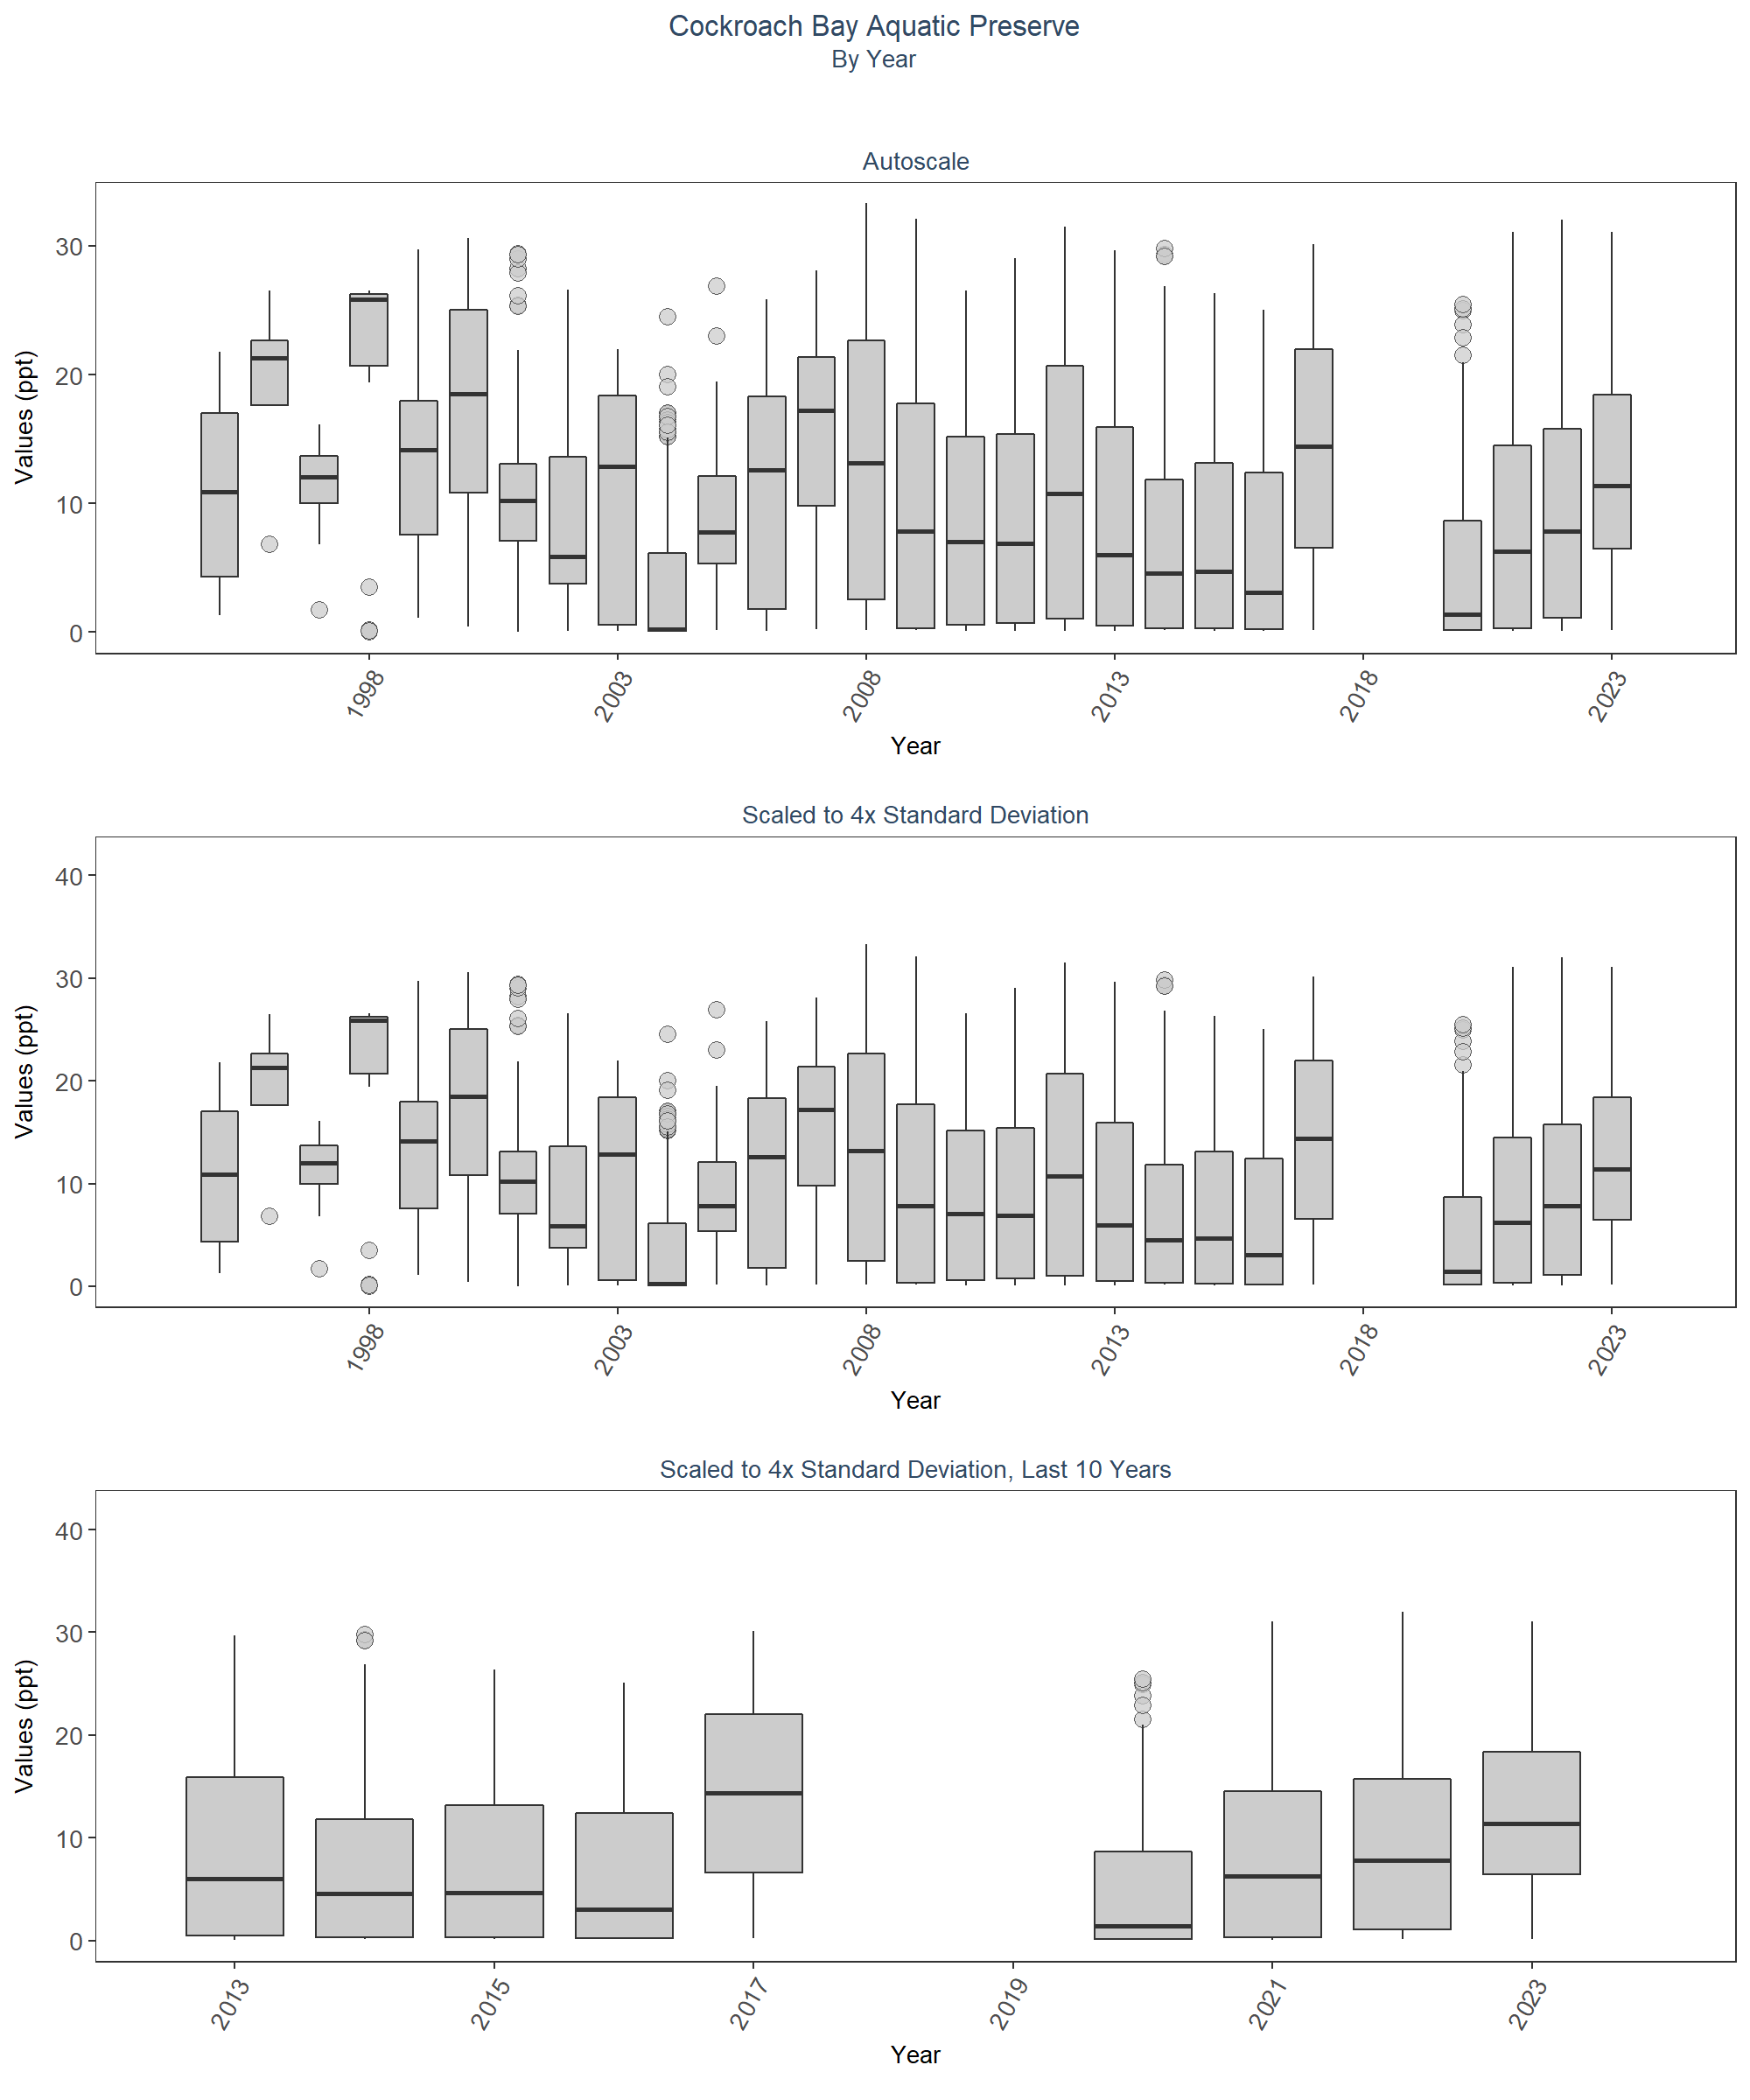 Cockroach Bay Aquatic Preserve
By Year
Autoscale
Values (ppt)
30
20
10
0
1998
2003
2008
2013
2018
2023
Year
Scaled to 4x Standard Deviation
Values (ppt)
40
30
20
10
0
1998
2003
2008
2013
2018
2023
Year
Scaled to 4x Standard Deviation, Last 10 Years
Values (ppt)
40
30
20
10
0
2013
2015
2017
2019
2021
2023
Year